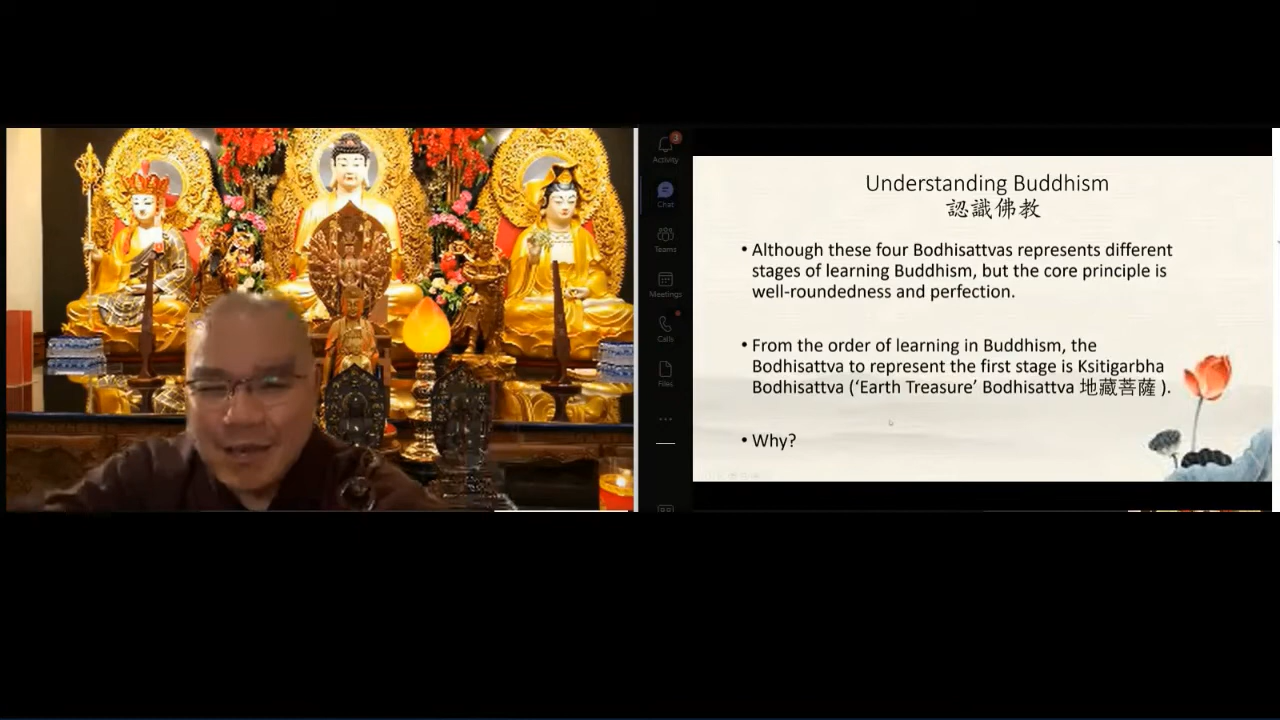 Activity
3
Chat
Teams
Meetings
Calls
Files
Understanding Buddhism
認識佛教
• Although these four Bodhisattvas represents different
stages of learning Buddhism, but the core principle is
well-roundedness and perfection.
• From the order of learning in Buddhism, the
Bodhisattva to represent the first stage is Ksitigarbha
Bodhisattva (‘Earth Treasure’ Bodhisattva 地藏菩薩 ).
• Why?